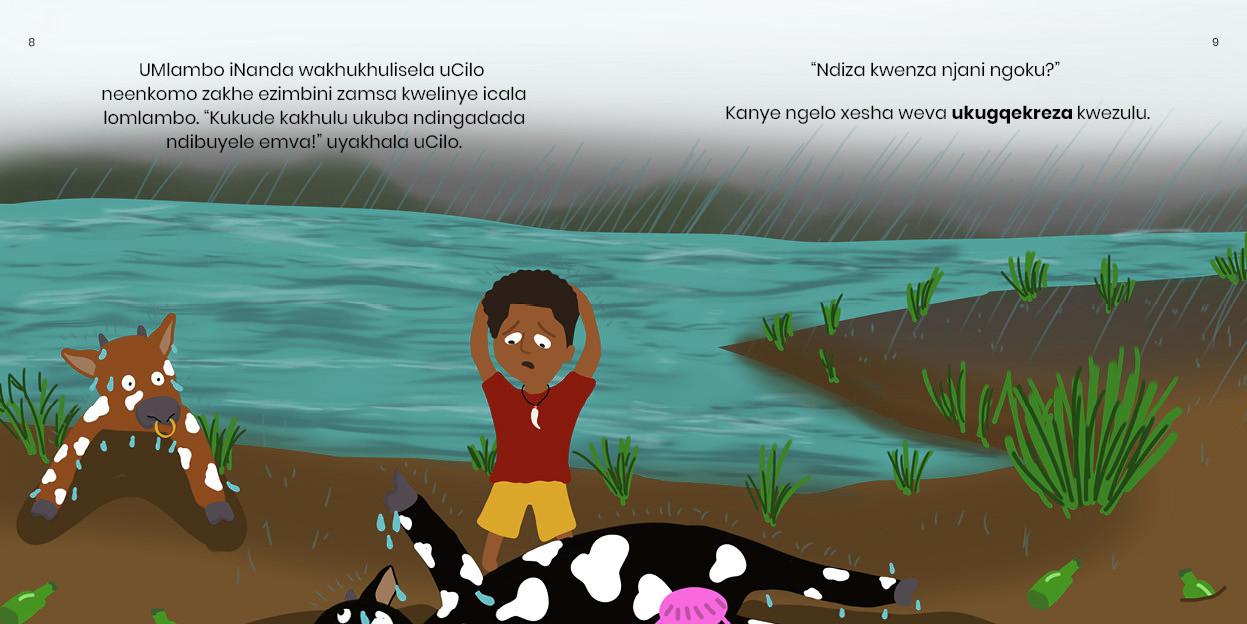 8
UMlambo iNanda wakhukhulisela uCilo
neenkomo zakhe ezimbini zamsa kwelinye icala
lomlambo. “Kukude kakhulu ukuba ndingadada
ndibuyele emva!” uyakhala uCilo.
9
“Ndiza kwenza njani ngoku?”
Kanye ngelo xesha weva ukugqekreza kwezulu.